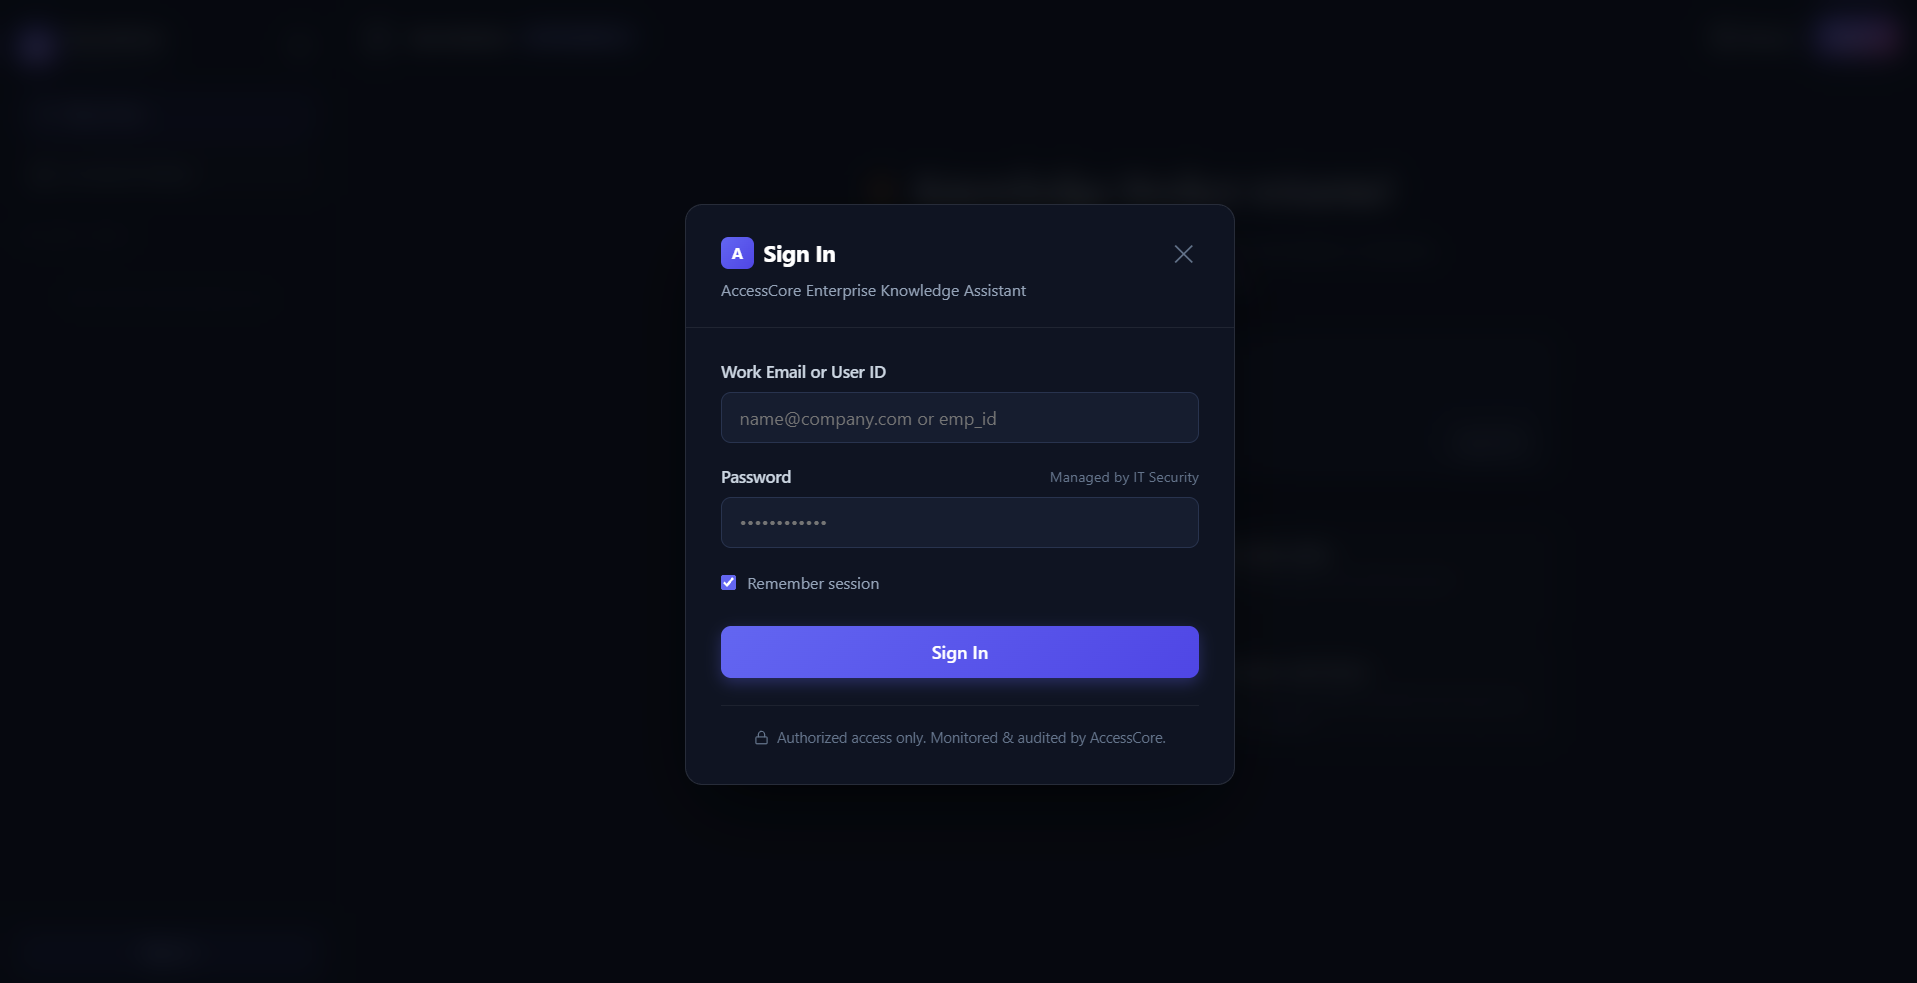 A Sign In
AccessCore Enterprise Knowledge Assistant
Work Email or User ID
name@company.com or emp_id
Password Managed by IT Security
••••••••••••
Remember session
Sign In
Authorized access only. Monitored & audited by AccessCore.